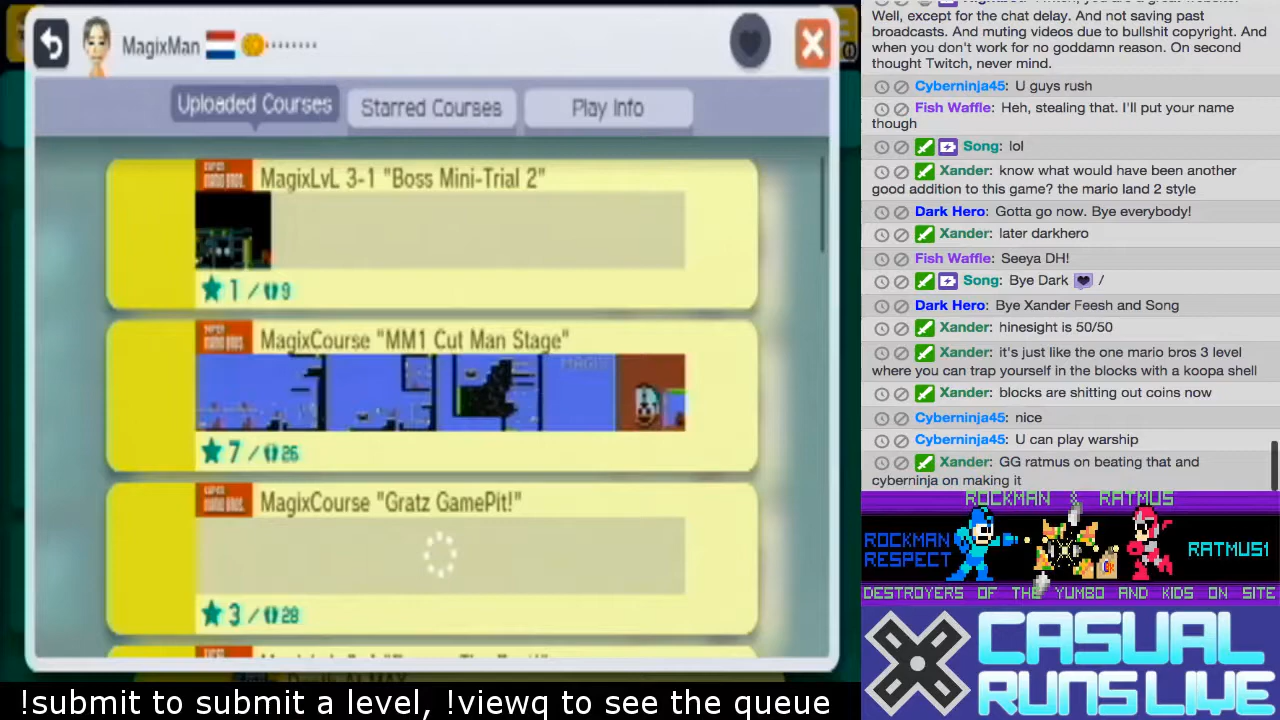 MagixMan
Uploaded Courses
Starred Courses
Play Info
MagixLvL 3-1 "Boss Mini-Trial 2"
1 / 9
MagixCourse "MM1 Cut Man Stage"
7 / 26
MagixCourse "Gratz GamePit!"
3 / 28
!submit to submit a level, !viewq to see the queue
Well, except for the chat delay. And not saving past
broadcasts. And muting videos due to bullshit copyright. And
when you don't work for no goddamn reason. On second
thought Twitch, never mind.
Cyberninja45: U guys rush
Fish Waffle: Heh, stealing that. I'll put your name
though
Song: lol
Xander: know what would have been another
good addition to this game? the mario land 2 style
Dark Hero: Gotta go now. Bye everybody!
Xander: later darkhero
Fish Waffle: Seeya DH!
Song: Bye Dark /
Dark Hero: Bye Xander Feesh and Song
Xander: hinesight is 50/50
Xander: it's just like the one mario bros 3 level
where you can trap yourself in the blocks with a koopa shell
Xander: blocks are shitting out coins now
Cyberninja45: nice
Cyberninja45: U can play warship
Xander: GG ratmus on beating that and
cyberninja on making it
ROCKMAN & RATMUS
ROCKMAN
RESPECT
RATMUS1
DESTROYERS OF THE YUMBO AND KIDS ON SITE
CASUAL
RUNS LIVE